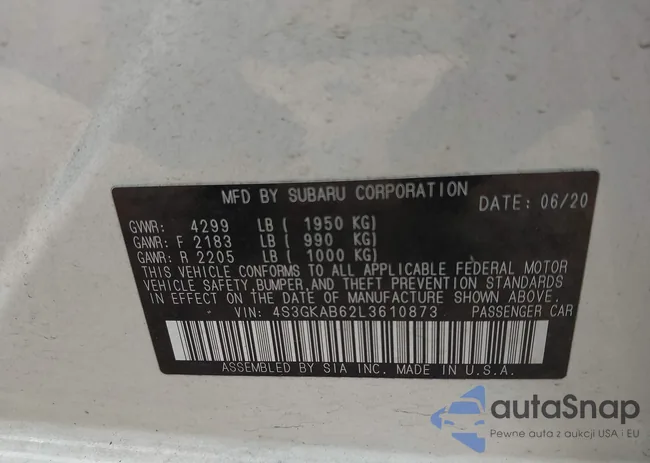 MFD BY SUBARU CORPORATION DATE: 06/20
GVWR: 4299 LB ( 1950 KG)
GAWR: F 2183 LB ( 990 KG)
GAWR: R 2205 LB ( 1000 KG)
THIS VEHICLE CONFORMS TO ALL APPLICABLE FEDERAL MOTOR
VEHICLE SAFETY,BUMPER,AND THEFT PREVENTION STANDARDS
IN EFFECT ON THE DATE OF MANUFACTURE SHOWN ABOVE.
VIN: 4S3GKAB62L3610873 PASSENGER CAR
ASSEMBLED BY SIA INC. MADE IN U.S.A.
autaSnap
Pewne auta z aukcji USA i EU